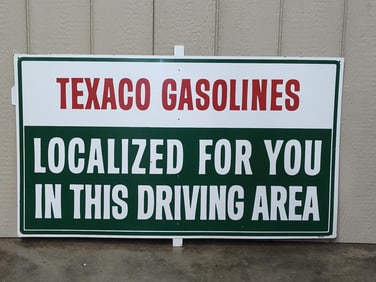 TEXACO GASOLINES
LOCALIZED FOR YOU
IN THIS DRIVING AREA